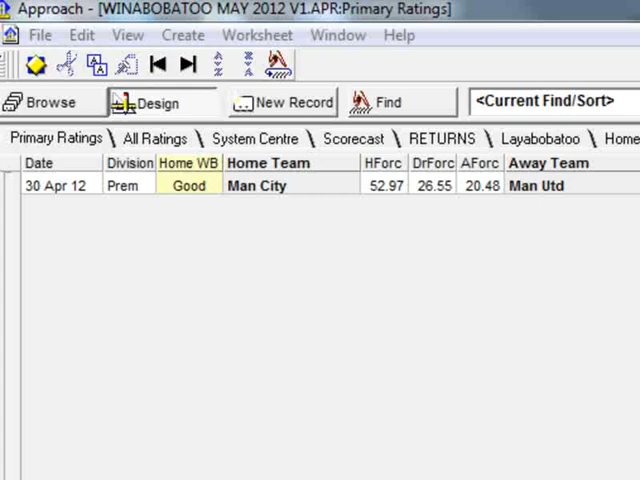 Approach - [WINABOBATOO MAY 2012 V1.APR:Primary Ratings]
File Edit View Create Worksheet Window Help
Browse Design New Record Find <Current Find/Sort>
Primary Ratings \ All Ratings \ System Centre \ Scorecast \ RETURNS \ Layabobatoo \ Home
Date Division Home WB Home Team HForc DrForc AForc Away Team
30 Apr 12 Prem Good Man City 52.97 26.55 20.48 Man Utd